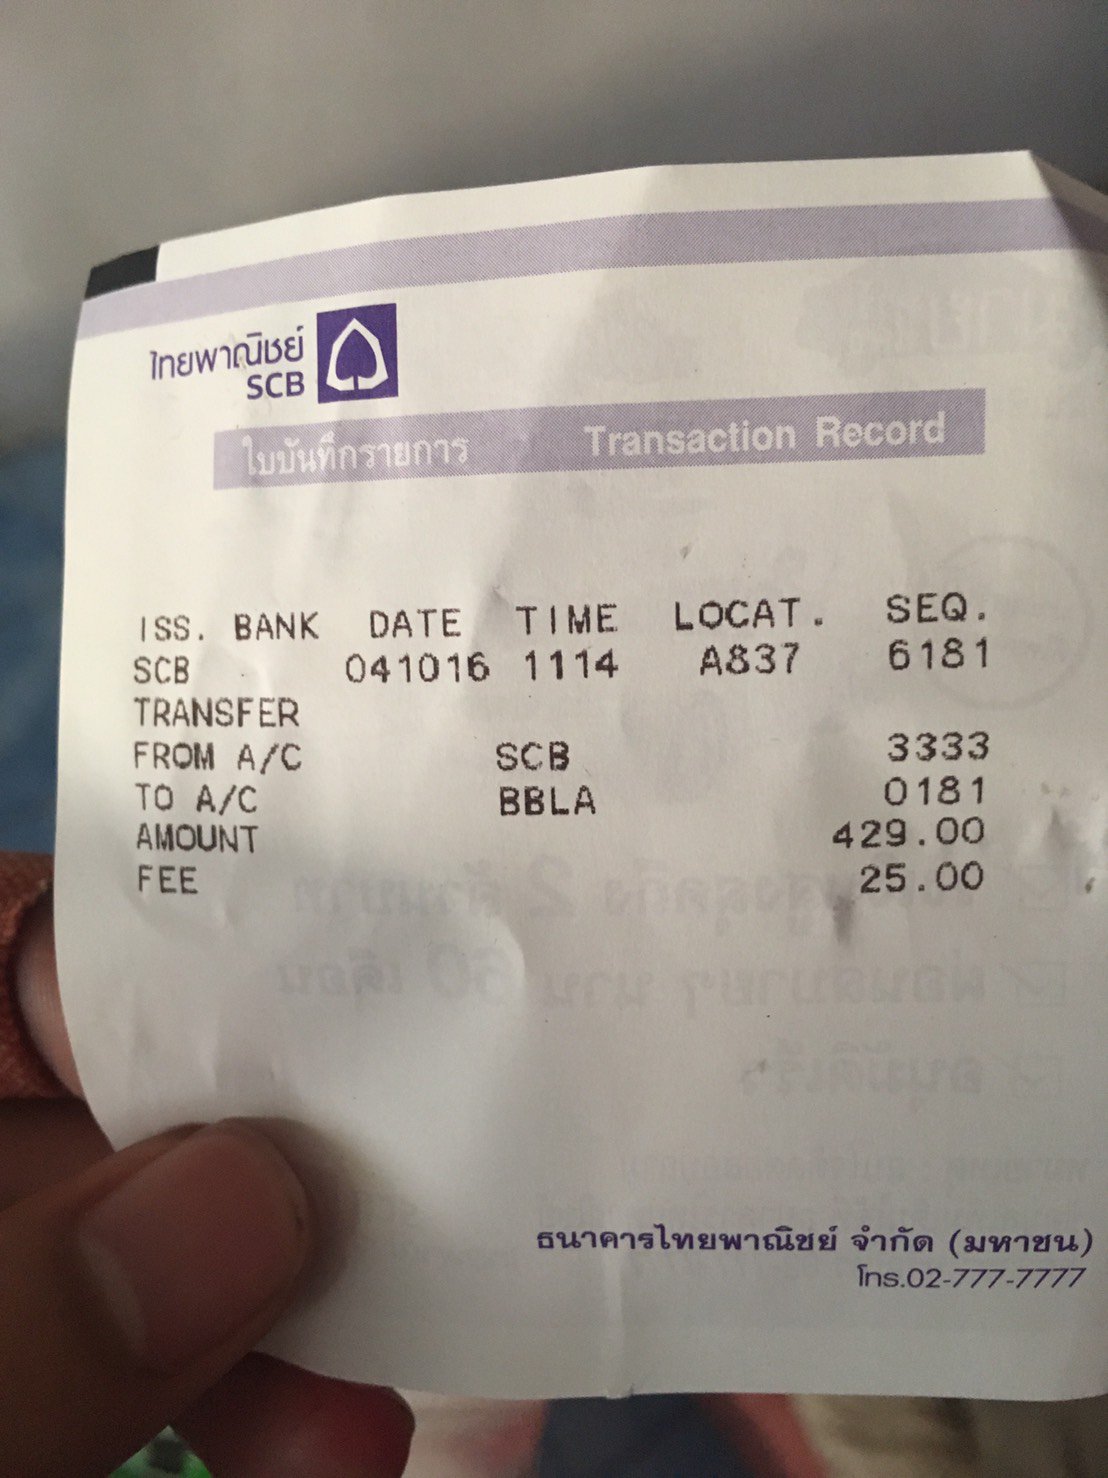 ไทยพาณิชย์
SCB
ใบบันทึกรายการ Transaction Record
ISS. BANK DATE TIME LOCAT. SEQ.
SCB 041016 1114 A837 6181
TRANSFER
FROM A/C SCB 3333
TO A/C BBLA 0181
AMOUNT 429.00
FEE 25.00
ธนาคารไทยพาณิชย์ จำกัด (มหาชน)
โทร.02-777-7777